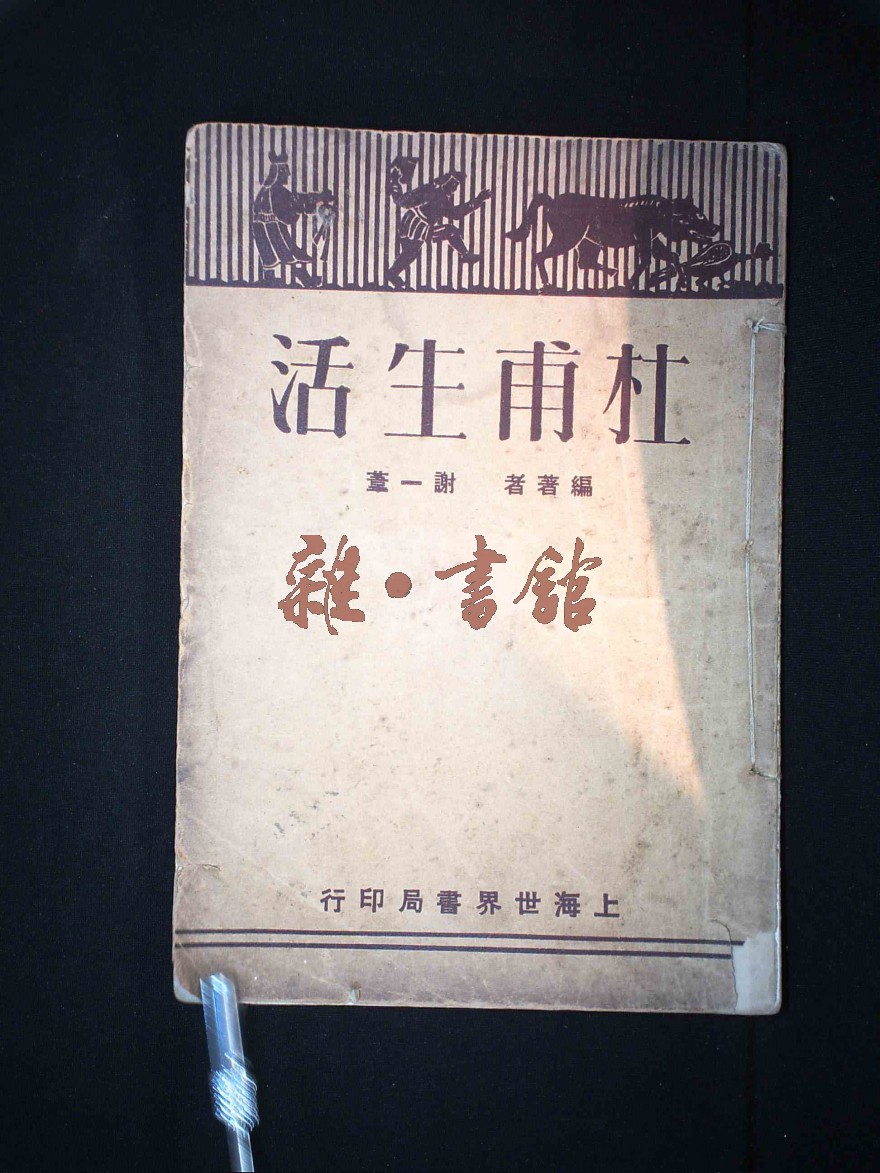 杜甫生活
編著者 謝一葦
雜·書館
上海世界書局印行